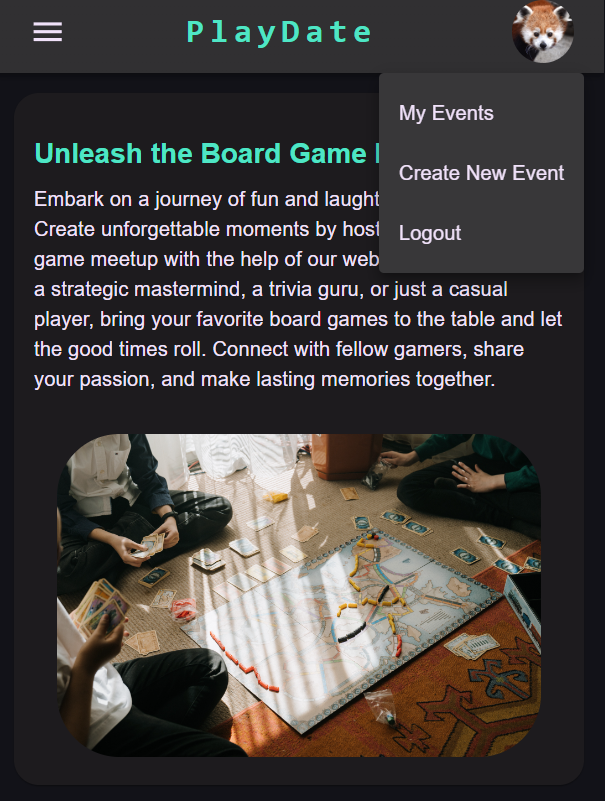 PlayDate
My Events
Create New Event
Logout
Unleash the Board Game
Embark on a journey of fun and laught
Create unforgettable moments by host
game meetup with the help of our web
a strategic mastermind, a trivia guru, or just a casual
player, bring your favorite board games to the table and let
the good times roll. Connect with fellow gamers, share
your passion, and make lasting memories together.